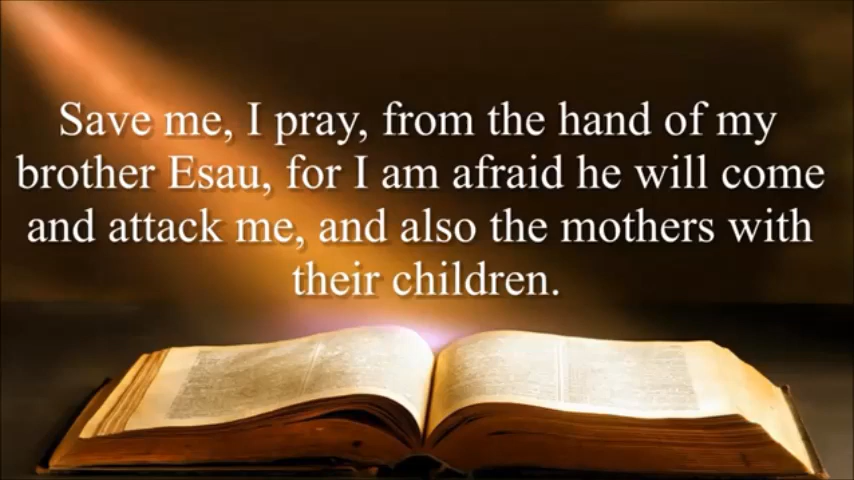 Save me, I pray, from the hand of my
brother Esau, for I am afraid he will come
and attack me, and also the mothers with
their children.